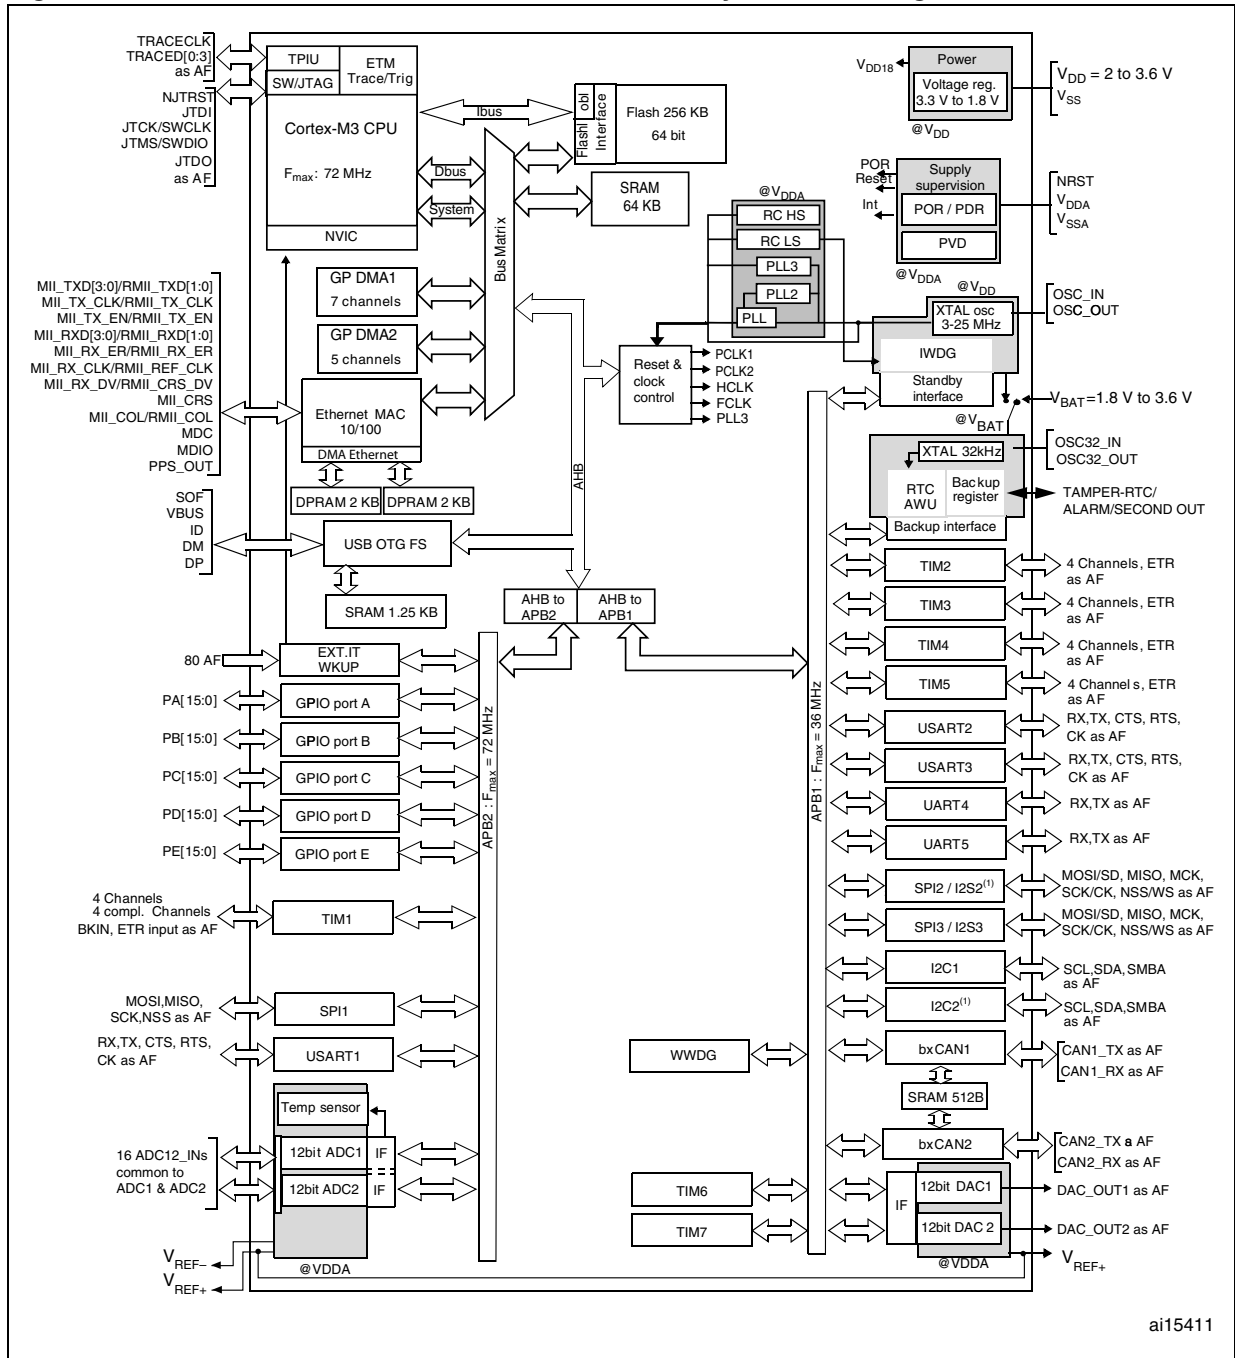 TRACECLK
TRACED[0:3]
as AF
NJTRST
JTDI
JTCK/SWCLK
JTMS/SWDIO
JTDO
as AF
TPIU
ETM
Trace/Trig
SW/JTAG
Cortex-M3 CPU
Fmax: 72 MHz
NVIC
Ibus
Dbus
System
Bus Matrix
Flashl obl
Interface
Flash 256 KB
64 bit
SRAM
64 KB
VDD18
Power
Voltage reg.
3.3 V to 1.8 V
@VDD
VDD = 2 to 3.6 V
VSS
POR
Reset
Int
Supply
supervision
POR / PDR
PVD
@VDDA
NRST
VDDA
VSSA
@VDDA
RC HS
RC LS
PLL3
PLL2
PLL
@VDD
XTAL osc
3-25 MHz
IWDG
Standby
interface
OSC_IN
OSC_OUT
VBAT=1.8 V to 3.6 V
@VBAT
MII_TXD[3:0]/RMII_TXD[1:0]
MII_TX_CLK/RMII_TX_CLK
MII_TX_EN/RMII_TX_EN
MII_RXD[3:0]/RMII_RXD[1:0]
MII_RX_ER/RMII_RX_ER
MII_RX_CLK/RMII_REF_CLK
MII_RX_DV/RMII_CRS_DV
MII_CRS
MII_COL/RMII_COL
MDC
MDIO
PPS_OUT
GP DMA1
7 channels
GP DMA2
5 channels
Ethernet MAC
10/100
DMA Ethernet
DPRAM 2 KB
DPRAM 2 KB
AHB
Reset &
clock
control
PCLK1
PCLK2
HCLK
FCLK
PLL3
XTAL 32kHz
RTC
AWU
Backup
register
Backup interface
OSC32_IN
OSC32_OUT
TAMPER-RTC/
ALARM/SECOND OUT
SOF
VBUS
ID
DM
DP
USB OTG FS
SRAM 1.25 KB
AHB to
APB2
AHB to
APB1
80 AF
EXT.IT
WKUP
PA[15:0]
GPIO port A
PB[15:0]
GPIO port B
PC[15:0]
GPIO port C
PD[15:0]
GPIO port D
PE[15:0]
GPIO port E
4 Channels
4 compl. Channels
BKIN, ETR input as AF
TIM1
MOSI,MISO,
SCK,NSS as AF
SPI1
RX,TX, CTS, RTS,
CK as AF
USART1
Temp sensor
16 ADC12_INs
common to
ADC1 & ADC2
12bit ADC1
IF
12bit ADC2
IF
VREF–
VREF+
@VDDA
APB2 : Fmax = 72 MHz
APB1 : Fmax = 36 MHz
WWDG
TIM6
TIM7
TIM2
4 Channels, ETR
as AF
TIM3
4 Channels, ETR
as AF
TIM4
4 Channels, ETR
as AF
TIM5
4 Channels, ETR
as AF
USART2
RX,TX, CTS, RTS,
CK as AF
USART3
RX,TX, CTS, RTS,
CK as AF
UART4
RX,TX as AF
UART5
RX,TX as AF
SPI2 / I2S2(1)
MOSI/SD, MISO, MCK,
SCK/CK, NSS/WS as AF
SPI3 / I2S3
MOSI/SD, MISO, MCK,
SCK/CK, NSS/WS as AF
I2C1
SCL,SDA,SMBA
as AF
I2C2(1)
SCL,SDA,SMBA
as AF
bxCAN1
CAN1_TX as AF
CAN1_RX as AF
SRAM 512B
bxCAN2
CAN2_TX a AF
CAN2_RX as AF
IF
12bit DAC1
DAC_OUT1 as AF
12bit DAC 2
DAC_OUT2 as AF
@VDDA
VREF+
ai15411